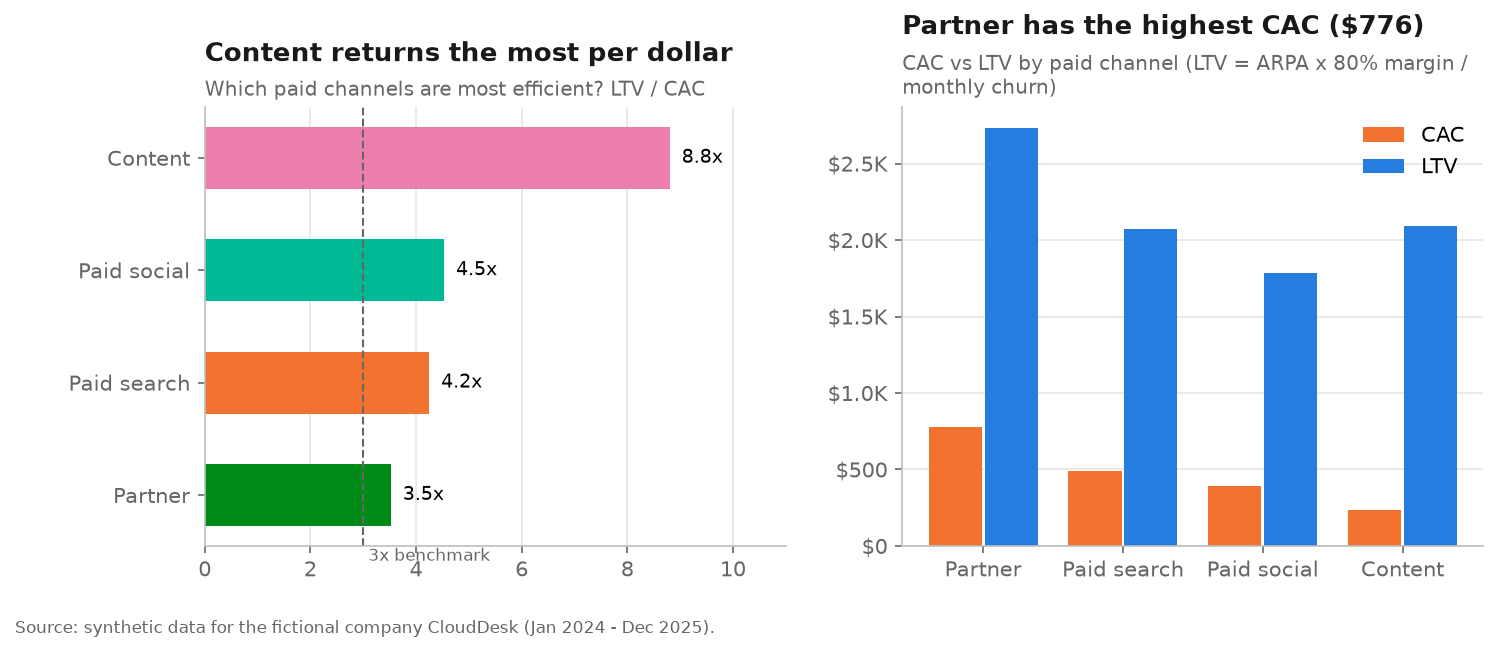 Content returns the most per dollar
Which paid channels are most efficient? LTV / CAC
Content
8.8x
Paid social
4.5x
Paid search
4.2x
Partner
3.5x
3x benchmark
0 2 4 6 8 10
Partner has the highest CAC ($776)
CAC vs LTV by paid channel (LTV = ARPA x 80% margin /
monthly churn)
CAC
LTV
$2.5K
$2.0K
$1.5K
$1.0K
$500
$0
Partner Paid search Paid social Content
Source: synthetic data for the fictional company CloudDesk (Jan 2024 - Dec 2025).